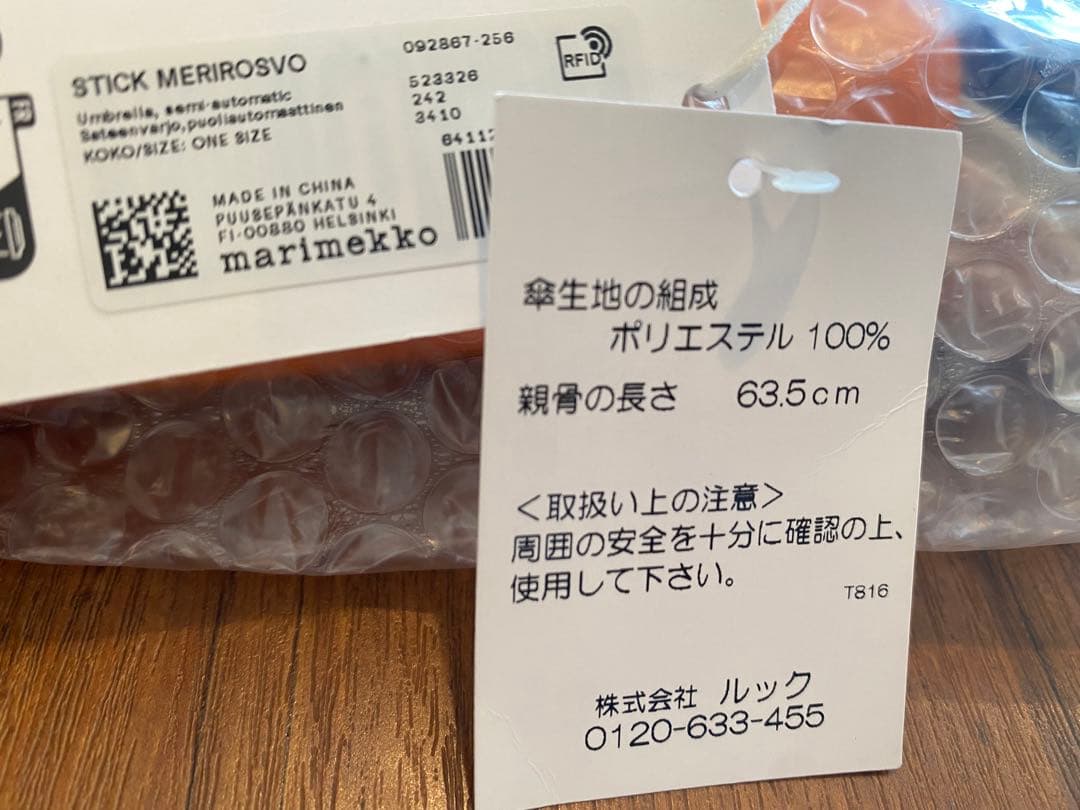 STICK MERIROSVO
Umbrella, semi-automatic
Sateenvarjo, puoliautomaattinen
KOKO/SIZE: ONE SIZE
092867-256
523326
242
3410
RFID
64112
MADE IN CHINA
PUUSEPÄNKATU 4
FI-00880 HELSINKI
marimekko
傘生地の組成
ポリエステル 100%
親骨の長さ 63.5cm
＜取扱い上の注意＞
周囲の安全を十分に確認の上、
使用して下さい。
T816
株式会社 ルック
0120-633-455